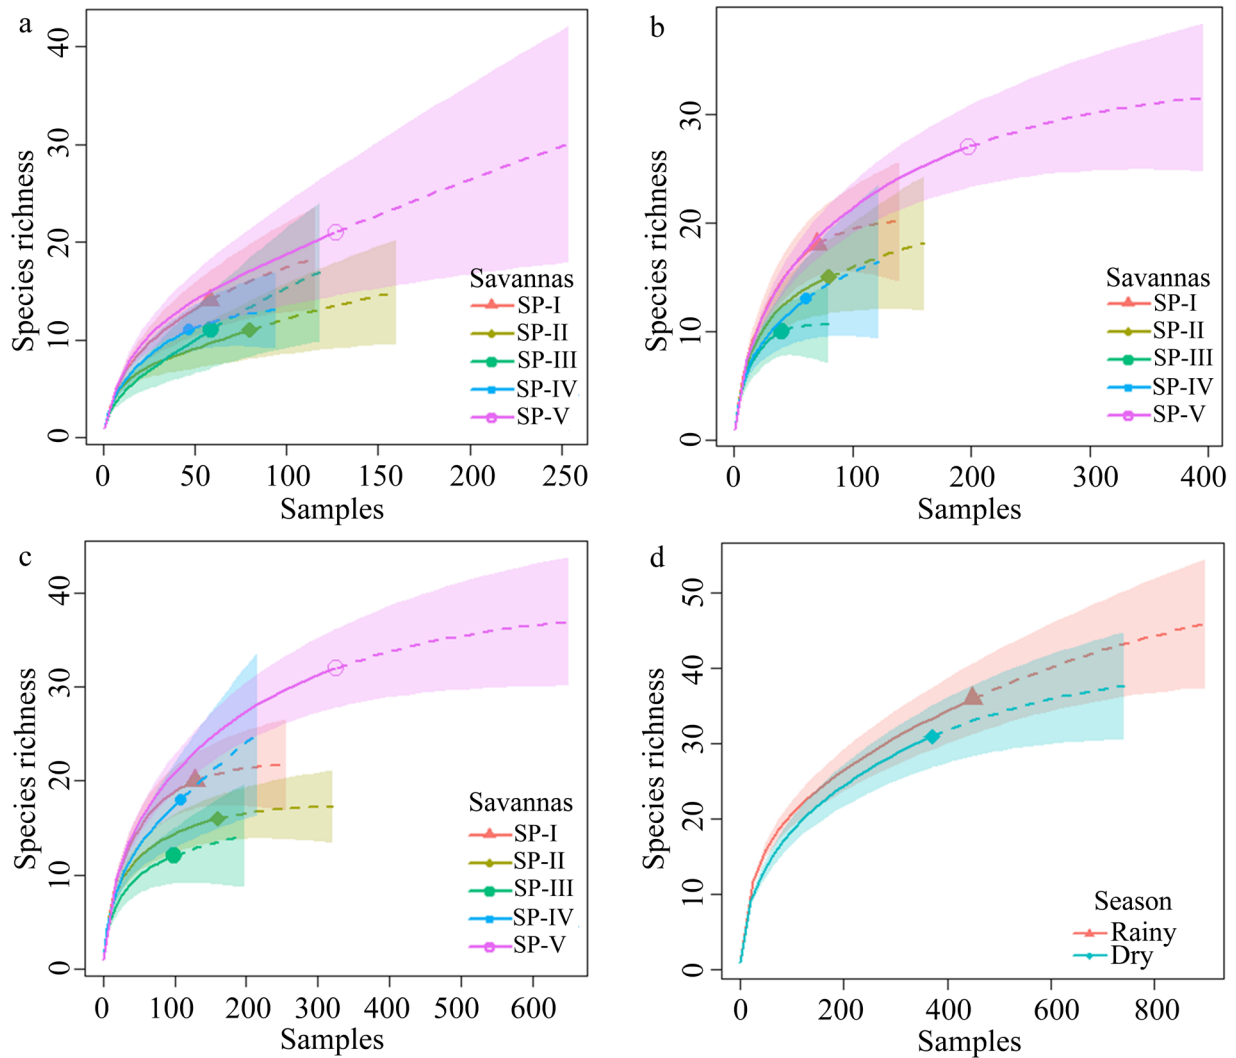 a
Species richness
40
30
20
10
0
0 50 100 150 200 250
Samples
Savannas
SP-I
SP-II
SP-III
SP-IV
SP-V
b
Species richness
30
20
10
0
0 100 200 300 400
Samples
Savannas
SP-I
SP-II
SP-III
SP-IV
SP-V
c
Species richness
40
30
20
10
0
0 100 200 300 400 500 600
Samples
Savannas
SP-I
SP-II
SP-III
SP-IV
SP-V
d
Species richness
50
40
30
20
10
0
0 200 400 600 800
Samples
Season
Rainy
Dry